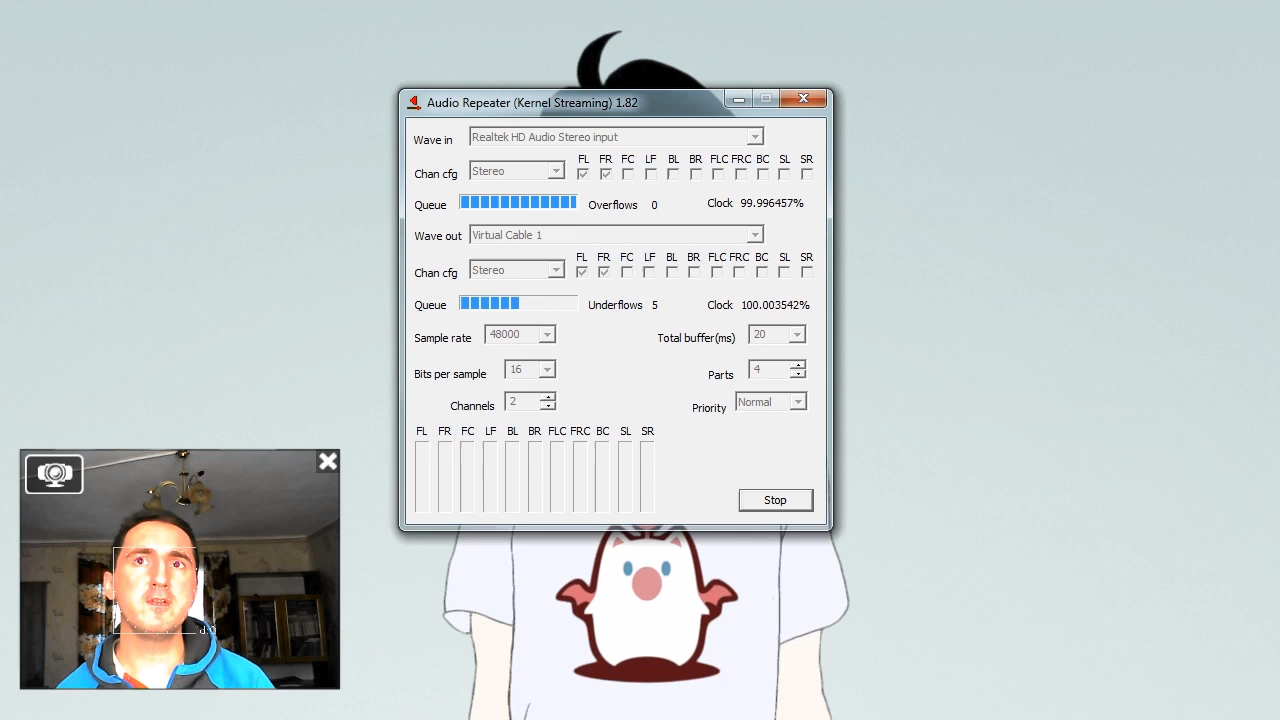 Audio Repeater (Kernel Streaming) 1.82
Wave in Realtek HD Audio Stereo input
FL FR FC LF BL BR FLC FRC BC SL SR
Chan cfg Stereo
Queue Overflows 0 Clock 99.996457%
Wave out Virtual Cable 1
FL FR FC LF BL BR FLC FRC BC SL SR
Chan cfg Stereo
Queue Underflows 5 Clock 100.003542%
Sample rate 48000 Total buffer(ms) 20
Bits per sample 16 Parts 4
Channels 2 Priority Normal
FL FR FC LF BL BR FLC FRC BC SL SR
Stop